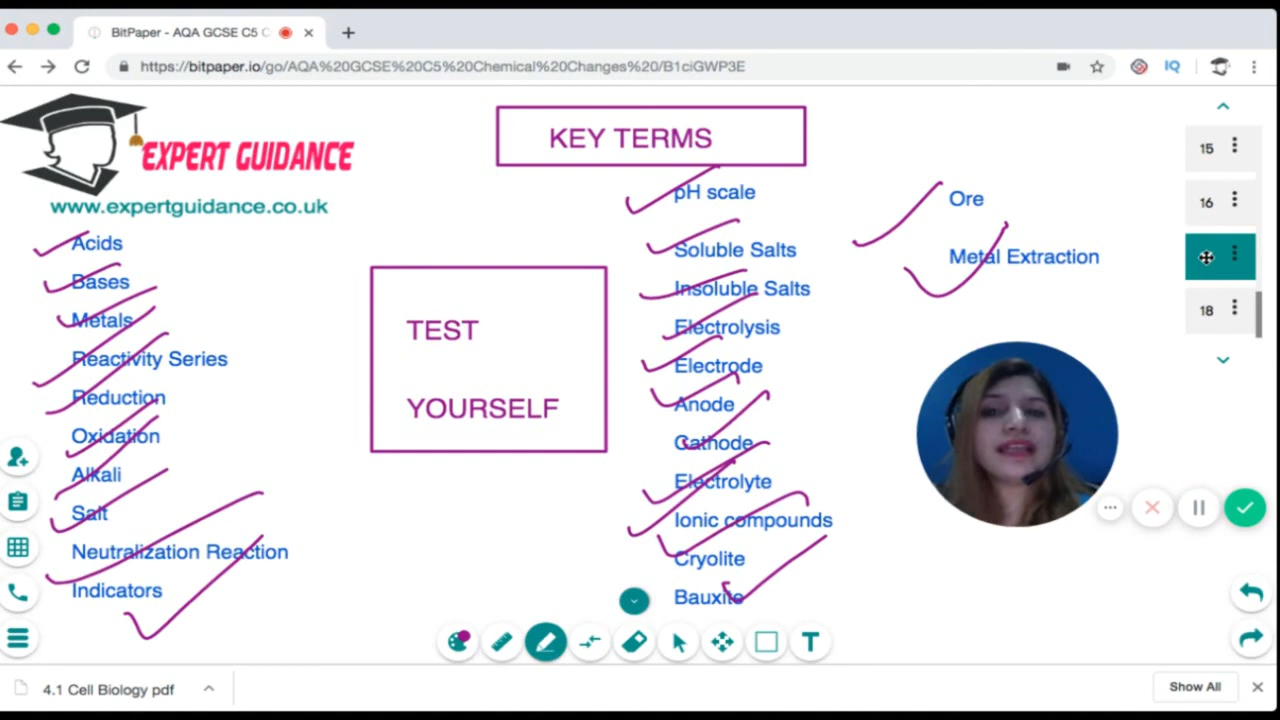 BitPaper - AQA GCSE C5 C
https://bitpaper.io/go/AQA%20GCSE%20C5%20Chemical%20Changes%20/B1ciGWP3E
IQ
EXPERT GUIDANCE
www.expertguidance.co.uk
KEY TERMS
Acids
Bases
Metals
Reactivity Series
Reduction
Oxidation
Alkali
Salt
Neutralization Reaction
Indicators
TEST
YOURSELF
pH scale
Soluble Salts
Insoluble Salts
Electrolysis
Electrode
Anode
Cathode
Electrolyte
Ionic compounds
Cryolite
Bauxite
Ore
Metal Extraction
15
16
18
T
4.1 Cell Biology pdf
Show All